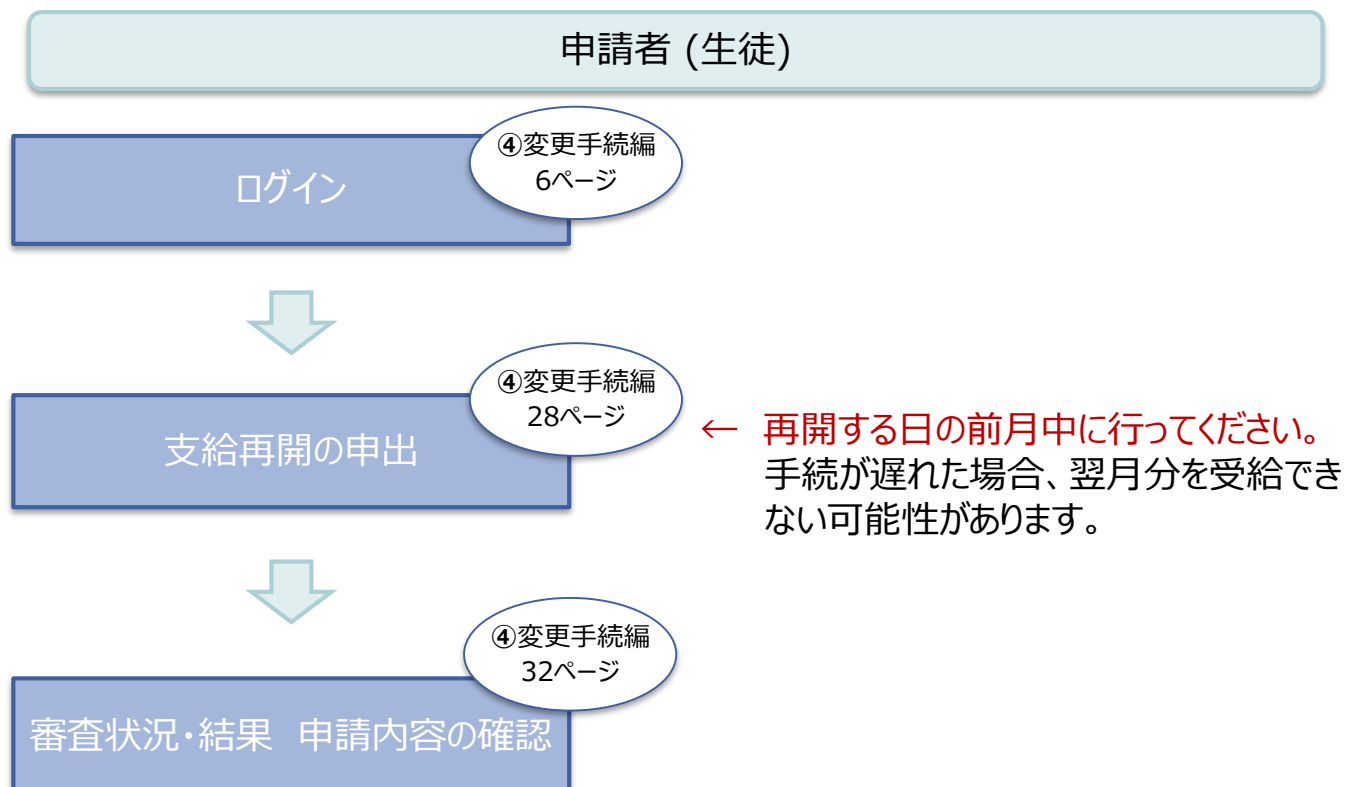 申請者 (生徒)
④変更手続編
6ページ
ログイン
④変更手続編
28ページ
支給再開の申出
← 再開する日の前月中に行ってください。
手続が遅れた場合、翌月分を受給でき
ない可能性があります。
④変更手続編
32ページ
審査状況・結果　申請内容の確認